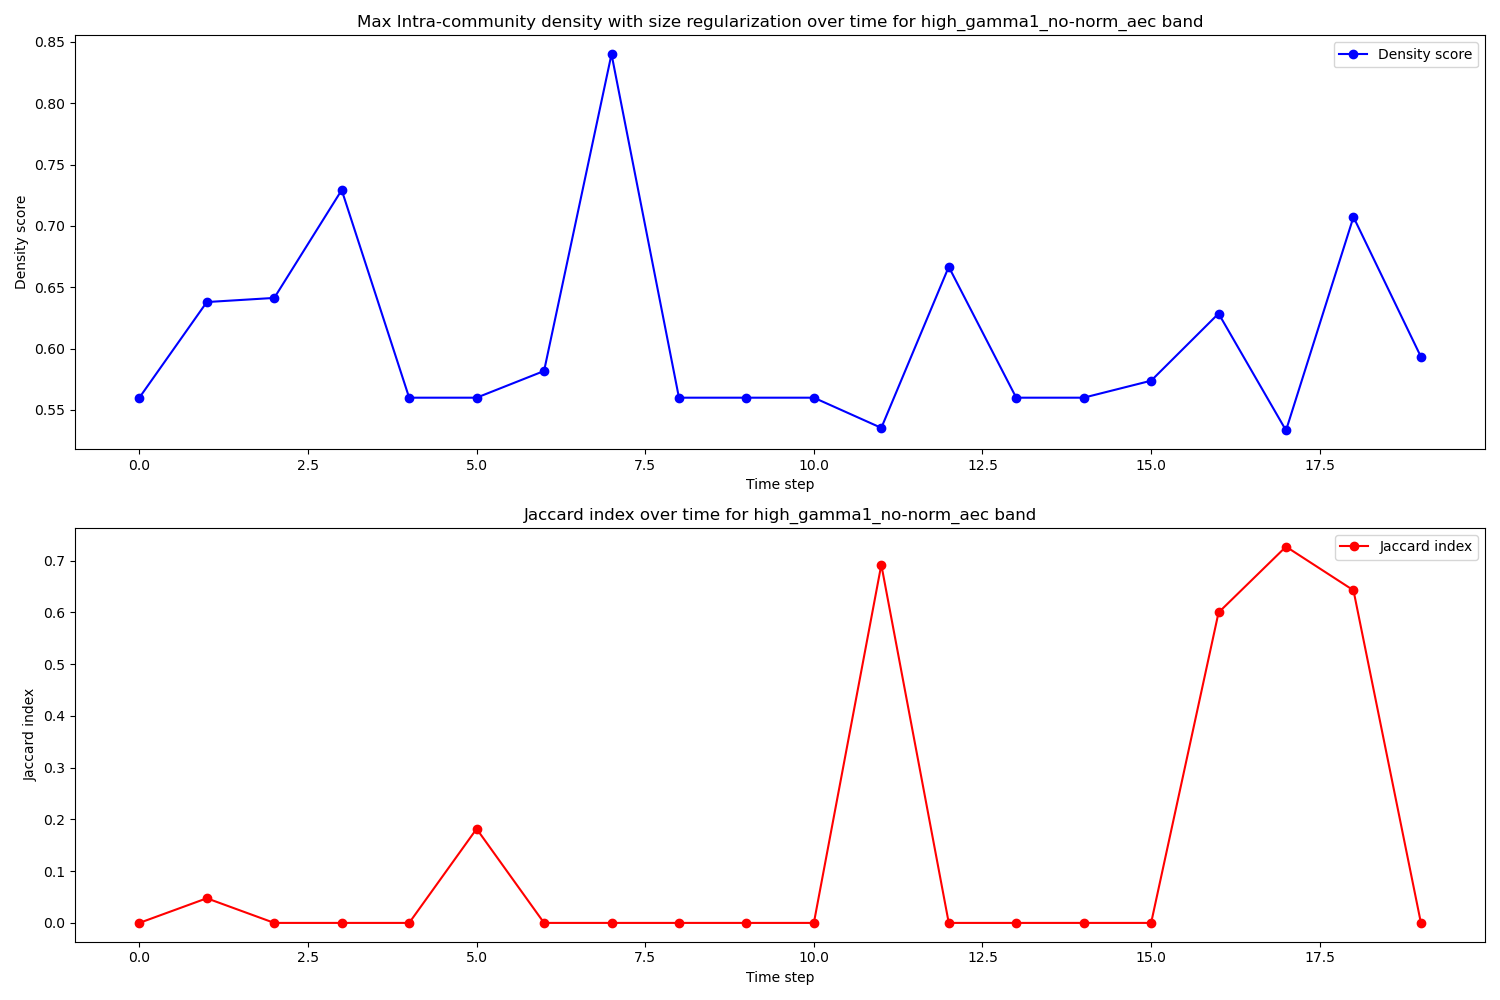 Max Intra-community density with size regularization over time for high_gamma1_no-norm_aec band
Density score
0.85
0.80
0.75
0.70
0.65
0.60
0.55
Density score
0.0 2.5 5.0 7.5 10.0 12.5 15.0 17.5
Time step
Jaccard index over time for high_gamma1_no-norm_aec band
Jaccard index
0.7
0.6
0.5
0.4
0.3
0.2
0.1
0.0
Jaccard index
0.0 2.5 5.0 7.5 10.0 12.5 15.0 17.5
Time step